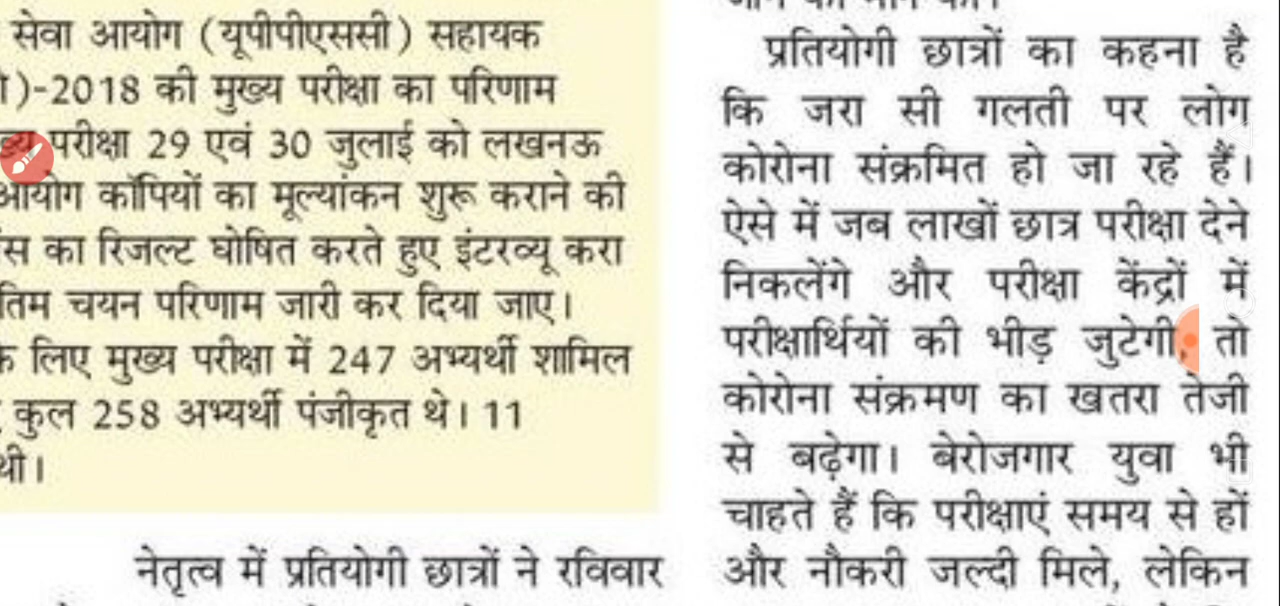 सेवा आयोग (यूपीपीएससी) सहायक
)-2018 की मुख्य परीक्षा का परिणाम
परीक्षा 29 एवं 30 जुलाई को लखनऊ
आयोग कॉपियों का मूल्यांकन शुरू कराने की
का रिजल्ट घोषित करते हुए इंटरव्यू करा
तिम चयन परिणाम जारी कर दिया जाए।
लिए मुख्य परीक्षा में 247 अभ्यर्थी शामिल
कुल 258 अभ्यर्थी पंजीकृत थे। 11
थी।
नेतृत्व में प्रतियोगी छात्रों ने रविवार
प्रतियोगी छात्रों का कहना है
कि जरा सी गलती पर लोग
कोरोना संक्रमित हो जा रहे हैं।
ऐसे में जब लाखों छात्र परीक्षा देने
निकलेंगे और परीक्षा केंद्रों में
परीक्षार्थियों की भीड़ जुटेगी, तो
कोरोना संक्रमण का खतरा तेजी
से बढ़ेगा। बेरोजगार युवा भी
चाहते हैं कि परीक्षाएं समय से हों
और नौकरी जल्दी मिले, लेकिन